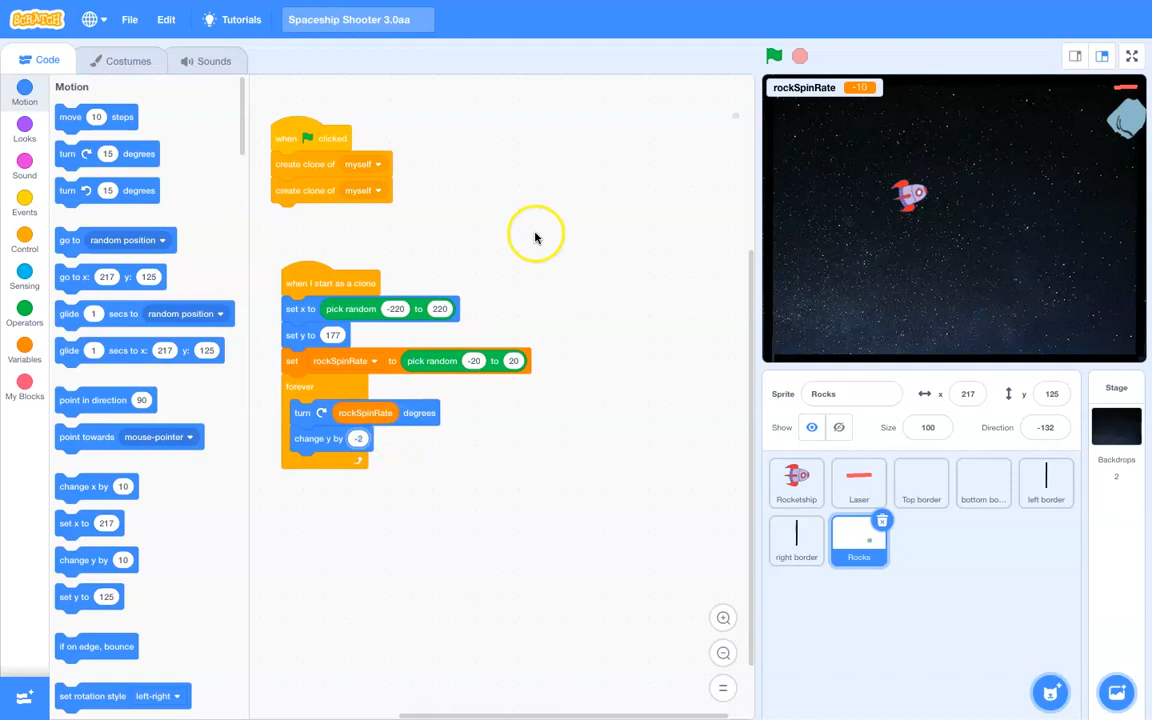 SCRATCH File Edit Tutorials Spaceship Shooter 3.0aa
Code Costumes Sounds
Motion
Looks
Sound
Events
Control
Sensing
Operators
Variables
My Blocks
Motion
move 10 steps
turn 15 degrees
turn 15 degrees
go to random position
go to x: 217 y: 125
glide 1 secs to random position
glide 1 secs to x: 217 y: 125
point in direction 90
point towards mouse-pointer
change x by 10
set x to 217
change y by 10
set y to 125
if on edge, bounce
set rotation style left-right
when clicked
create clone of myself
create clone of myself
when I start as a clone
set x to pick random -220 to 220
set y to 177
set rockSpinRate to pick random -20 to 20
forever
turn rockSpinRate degrees
change y by -2
rockSpinRate -10
Sprite Rocks x 217 y 125
Show Size 100 Direction -132
Rocketship Laser Top border bottom bo... left border
right border Rocks
Stage
Backdrops
2